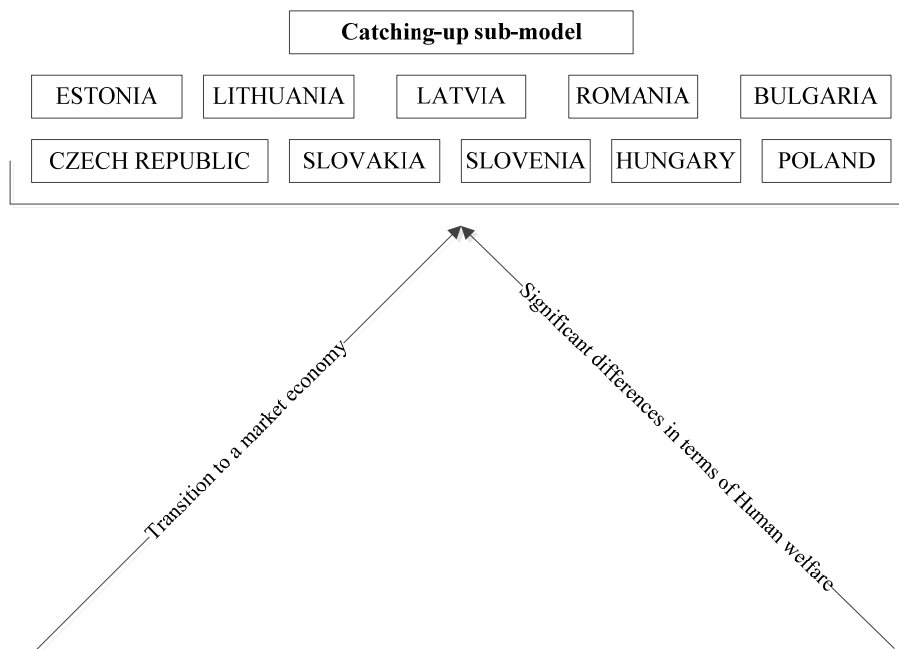 Catching-up sub-model
ESTONIA
LITHUANIA
LATVIA
ROMANIA
BULGARIA
CZECH REPUBLIC
SLOVAKIA
SLOVENIA
HUNGARY
POLAND
Transition to a market economy
Significant differences in terms of Human welfare